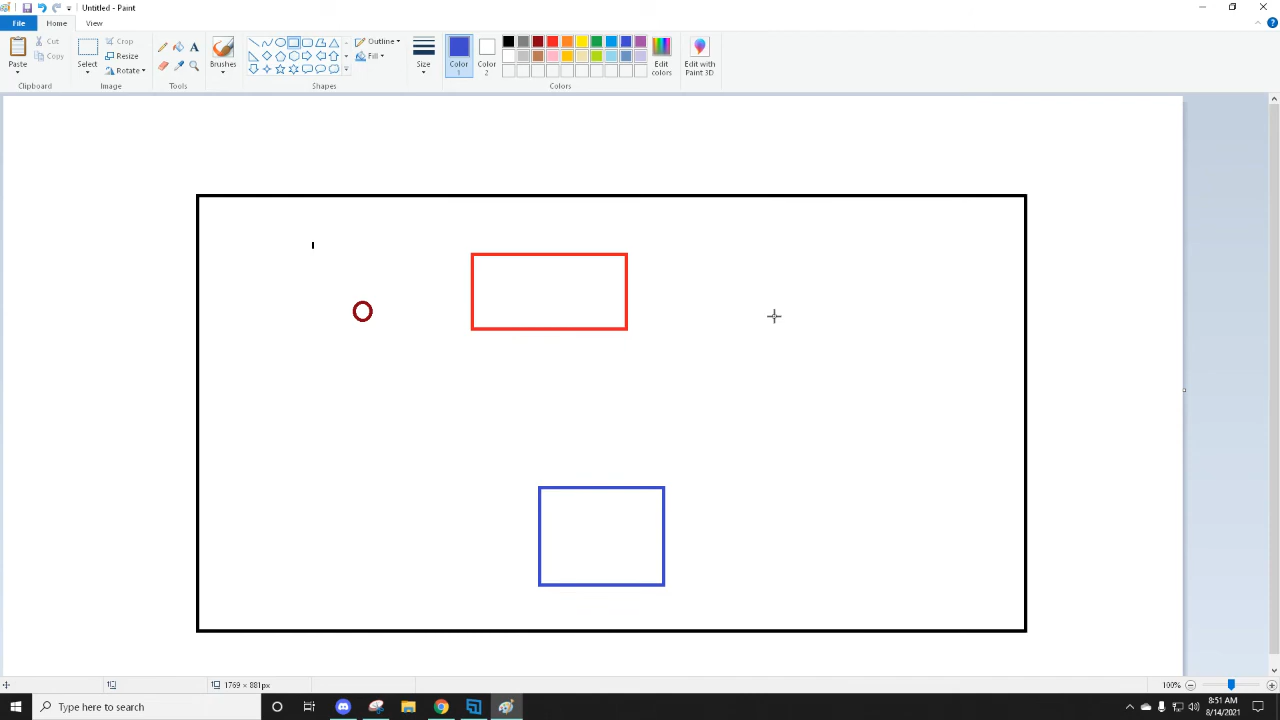 Untitled - Paint
File
Home
View
Paste
Cut
Copy
Clipboard
Select
Crop
Resize
Rotate
Image
A
Tools
Brushes
Outline
Fill
Shapes
Size
Color
1
Color
2
Edit
colors
Edit with
Paint 3D
Colors
1769 × 881px
100%
Type here to search
8:51 AM
8/14/2021